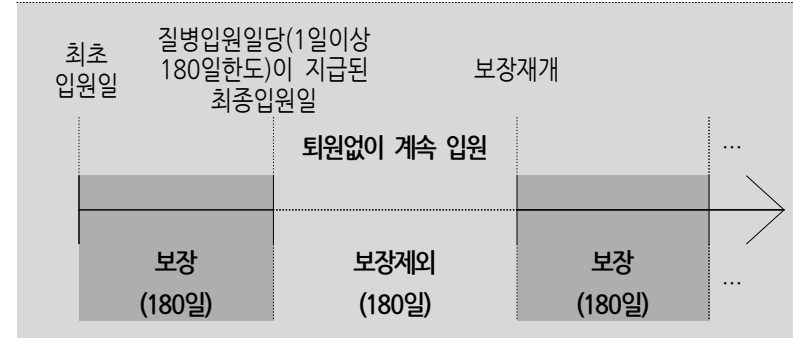 최초
입원일
질병입원일당(1일이상
180일한도)이 지급된
최종입원일
보장재개
퇴원없이 계속 입원
...
보장
(180일)
보장제외
(180일)
보장
(180일)
...